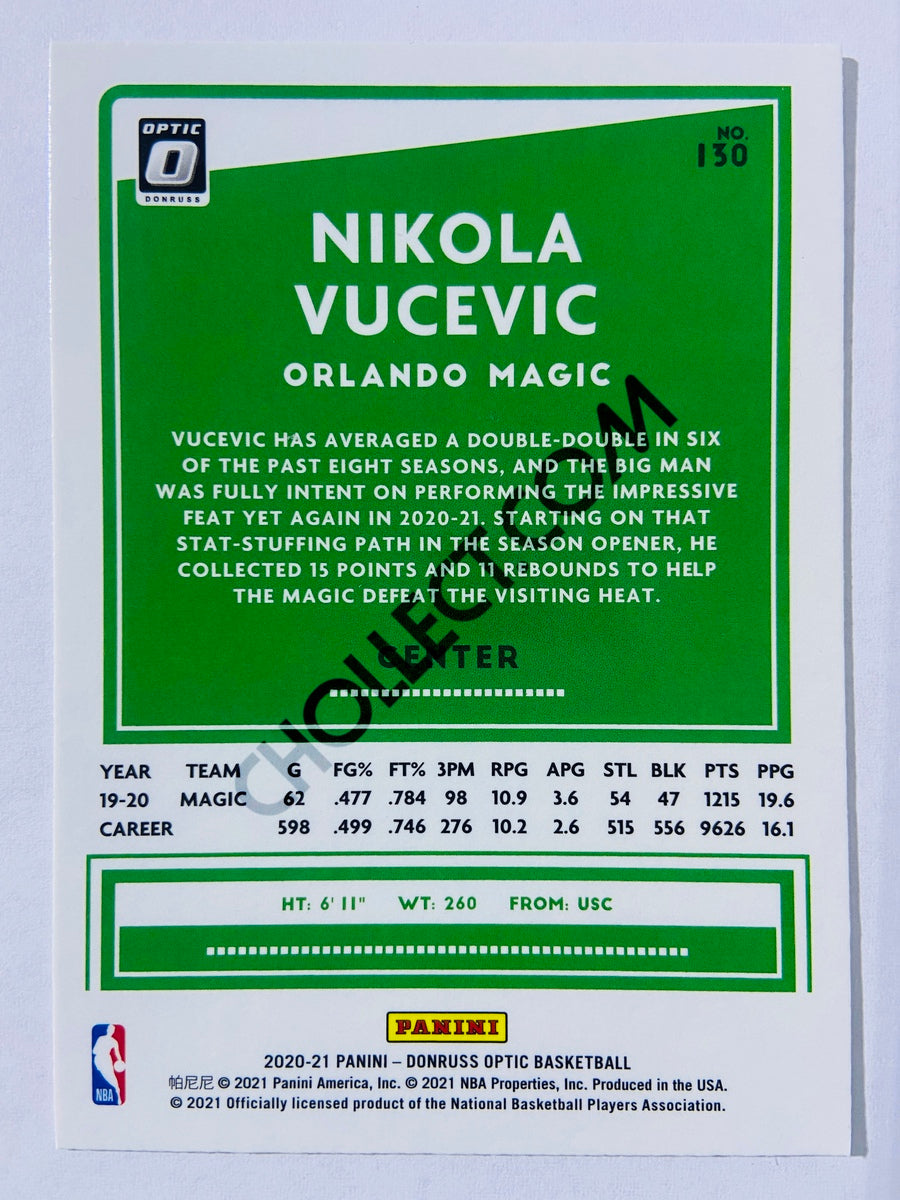 OPTIC
O
DONRUSS
NO.
130
NIKOLA
VUCEVIC
ORLANDO MAGIC
VUCEVIC HAS AVERAGED A DOUBLE-DOUBLE IN SIX
OF THE PAST EIGHT SEASONS, AND THE BIG MAN
WAS FULLY INTENT ON PERFORMING THE IMPRESSIVE
FEAT YET AGAIN IN 2020-21. STARTING ON THAT
STAT-STUFFING PATH IN THE SEASON OPENER, HE
COLLECTED 15 POINTS AND 11 REBOUNDS TO HELP
THE MAGIC DEFEAT THE VISITING HEAT.
CENTER
CHOLLECT.COM
YEAR TEAM G FG% FT% 3PM RPG APG STL BLK PTS PPG
19-20 MAGIC 62 .477 .784 98 10.9 3.6 54 47 1215 19.6
CAREER 598 .499 .746 276 10.2 2.6 515 556 9626 16.1
HT: 6' 11" WT: 260 FROM: USC
PANINI
NBA
2020-21 PANINI – DONRUSS OPTIC BASKETBALL
帕尼尼 © 2021 Panini America, Inc. © 2021 NBA Properties, Inc. Produced in the USA.
© 2021 Officially licensed product of the National Basketball Players Association.